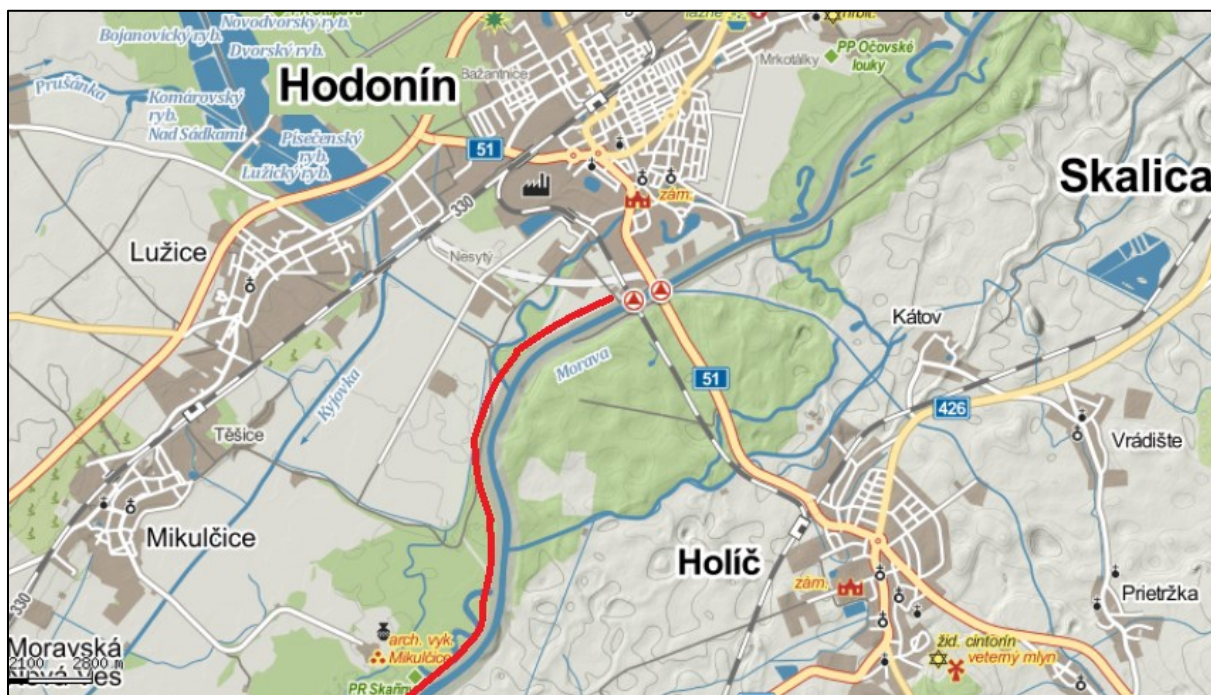 Novodvorský ryb.
Bojanovický ryb.
Dvorský ryb.
Prušánka
Komárovský
ryb.
Nad Sádkami
Písečenský
ryb.
Lužický ryb.
Hodonín
Bažantnice
51
zám.
Mrkotálky
PP Očovské
louky
Skalica
330
Lužice
Nesytý
Kyjovka
Morava
51
Kátov
426
Vrádište
Těšice
Mikulčice
Holíč
zám.
Prietržka
330
arch. vyk.
Mikulčice
PR Skařiny
žid. cintorín
veterný mlyn
Moravská
Nová Ves
2100 2800 m